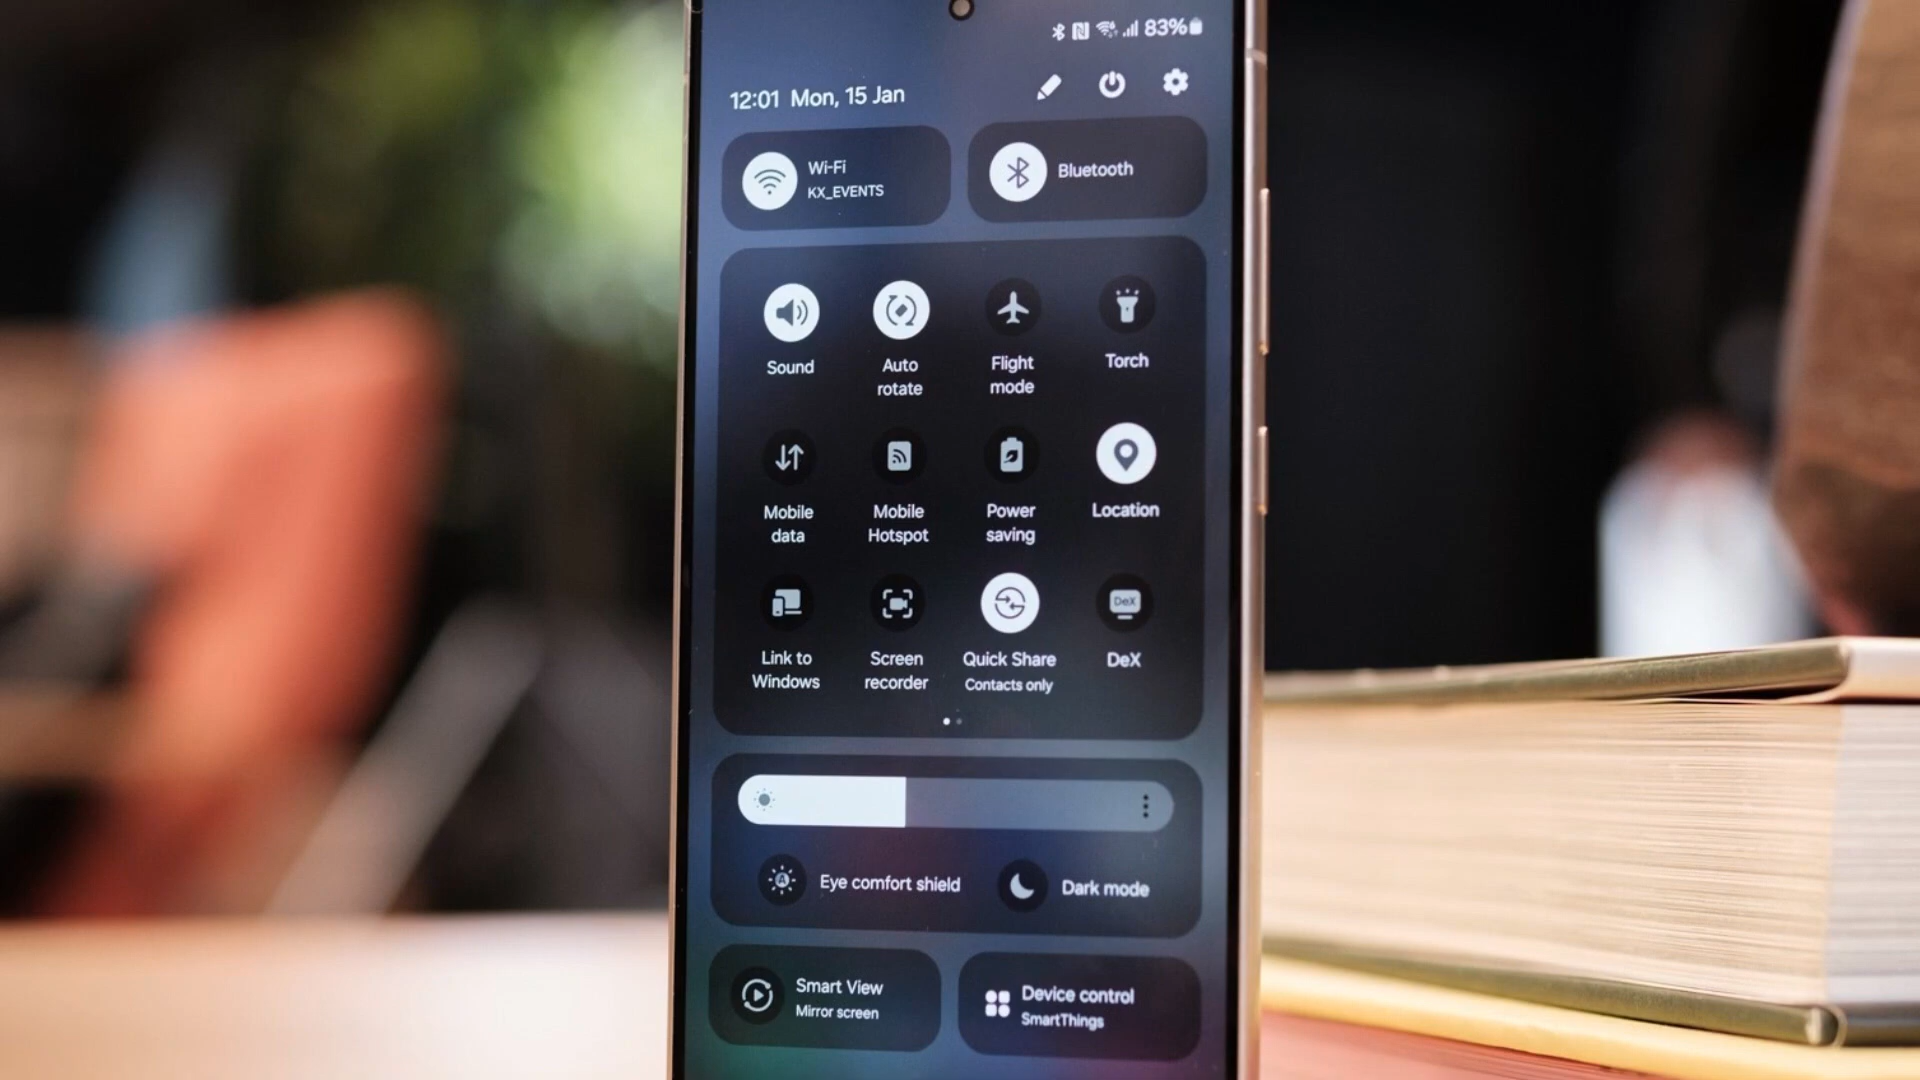 83%
12:01 Mon, 15 Jan
Wi-Fi
KX_EVENTS
Bluetooth
Sound
Auto
rotate
Flight
mode
Torch
Mobile
data
Mobile
Hotspot
Power
saving
Location
Link to
Windows
Screen
recorder
Quick Share
Contacts only
DeX
DeX
A
Eye comfort shield
Dark mode
Smart View
Mirror screen
Device control
SmartThings